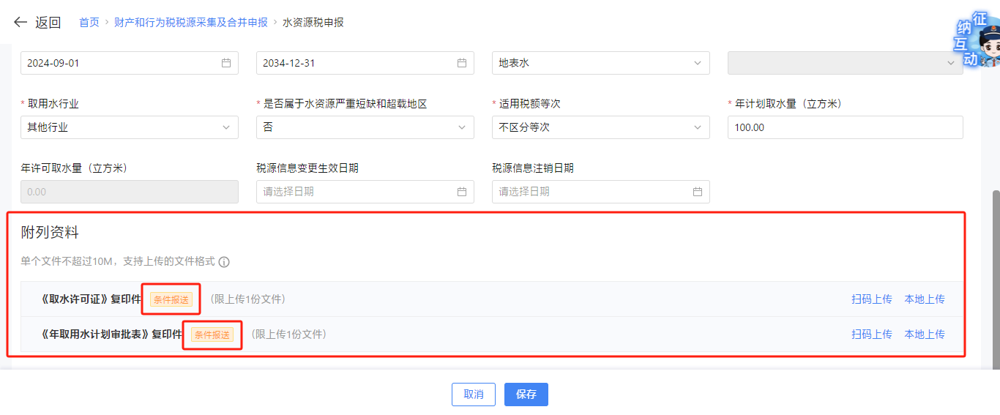 返回 首页 > 财产和行为税税源采集及合并申报 > 水资源税申报
征纳互动
2024-09-01 2034-12-31 地表水
* 取用水行业 * 是否属于水资源严重短缺和超载地区 * 适用税额等次 * 年计划取水量（立方米）
其他行业 否 不区分等次 100.00
年许可取水量（立方米） 税源信息变更生效日期 税源信息注销日期
0.00 请选择日期 请选择日期
附列资料
单个文件不超过10M，支持上传的文件格式
《取水许可证》复印件 条件报送 （限上传1份文件） 扫码上传 本地上传
《年取用水计划审批表》复印件 条件报送 （限上传1份文件） 扫码上传 本地上传
取消 保存